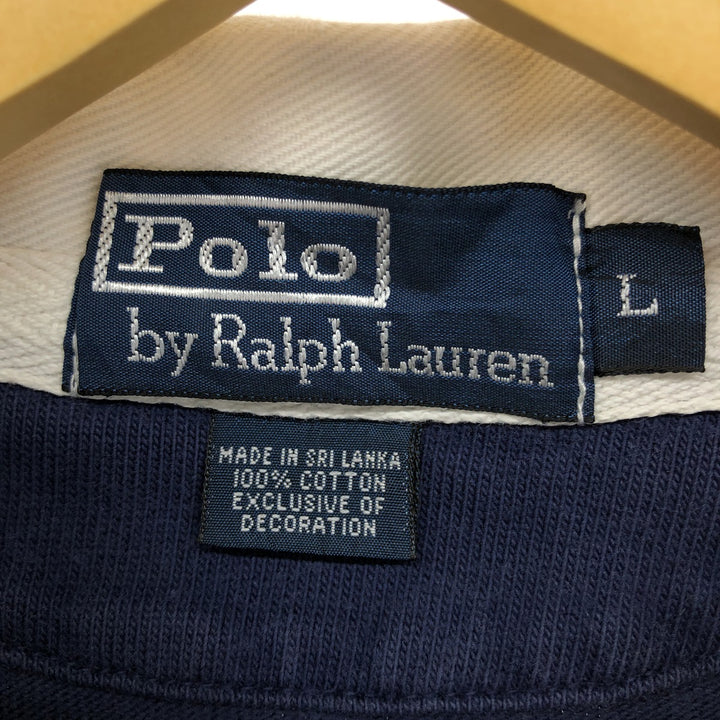 Polo
by Ralph Lauren
L
MADE IN SRI LANKA
100% COTTON
EXCLUSIVE OF
DECORATION